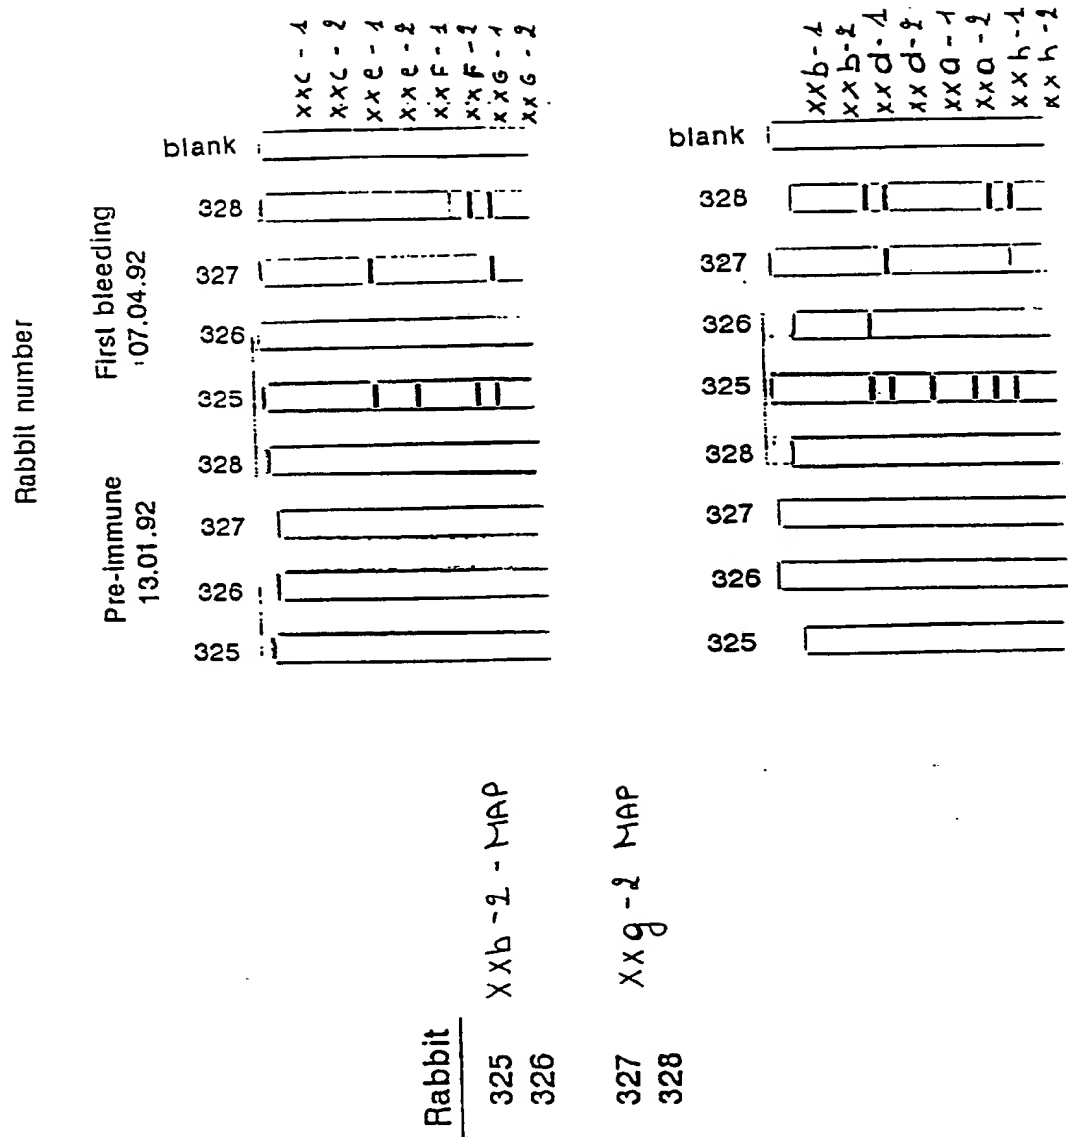 Rabbit number
First bleeding
07.04.92
Pre-immune
13.01.92
xxc - 1
xxc - 2
xxe - 1
xxe - 2
xxF - 1
xxF - 2
xxG - 1
xxG - 2
blank
328
327
326
325
328
327
326
325
xxb - 1
xxb - 2
xxd - 1
xxd - 2
xxa - 1
xxa - 2
xxh - 1
xxh - 2
blank
328
327
326
325
328
327
326
325
Rabbit
325 xxb - 2 - MAP
326
327 xxg - 2 MAP
328